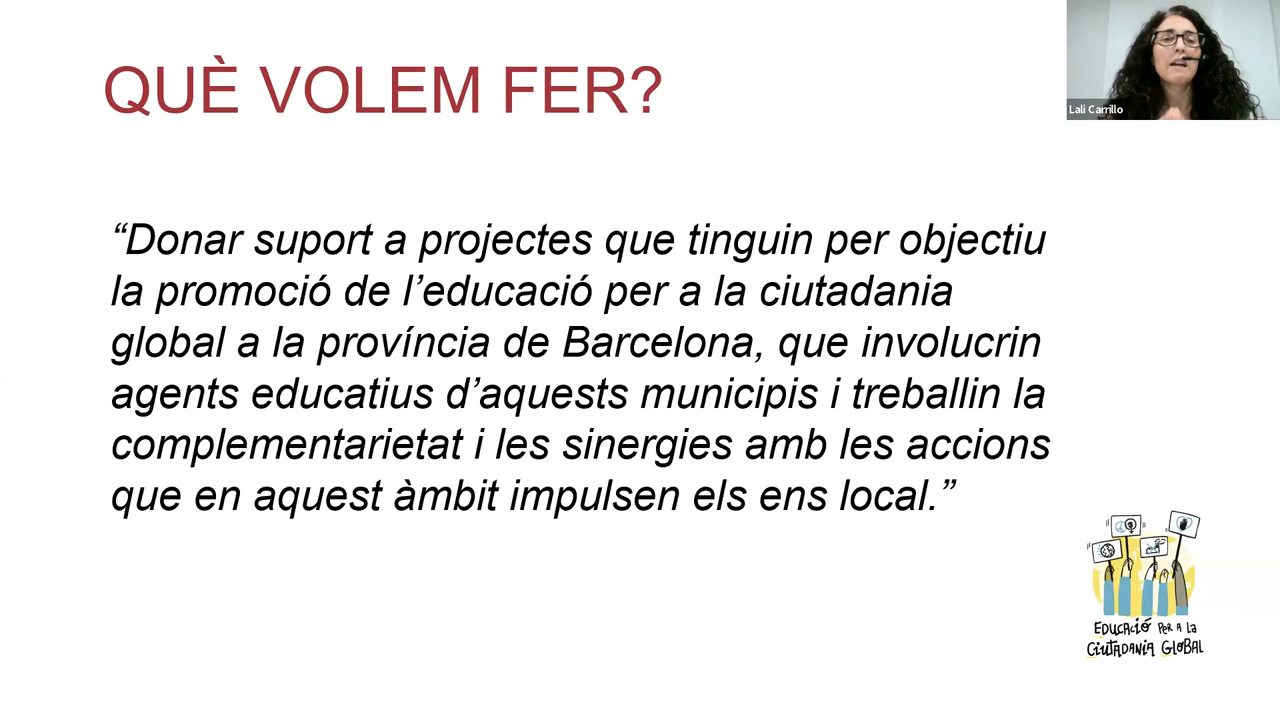 QUÈ VOLEM FER?
Lali Carrillo
“Donar suport a projectes que tinguin per objectiu
la promoció de l’educació per a la ciutadania
global a la província de Barcelona, que involucrin
agents educatius d’aquests municipis i treballin la
complementarietat i les sinergies amb les accions
que en aquest àmbit impulsen els ens local.”
EDUCACIÓ PER A LA
CIUTADANIA GLOBAL